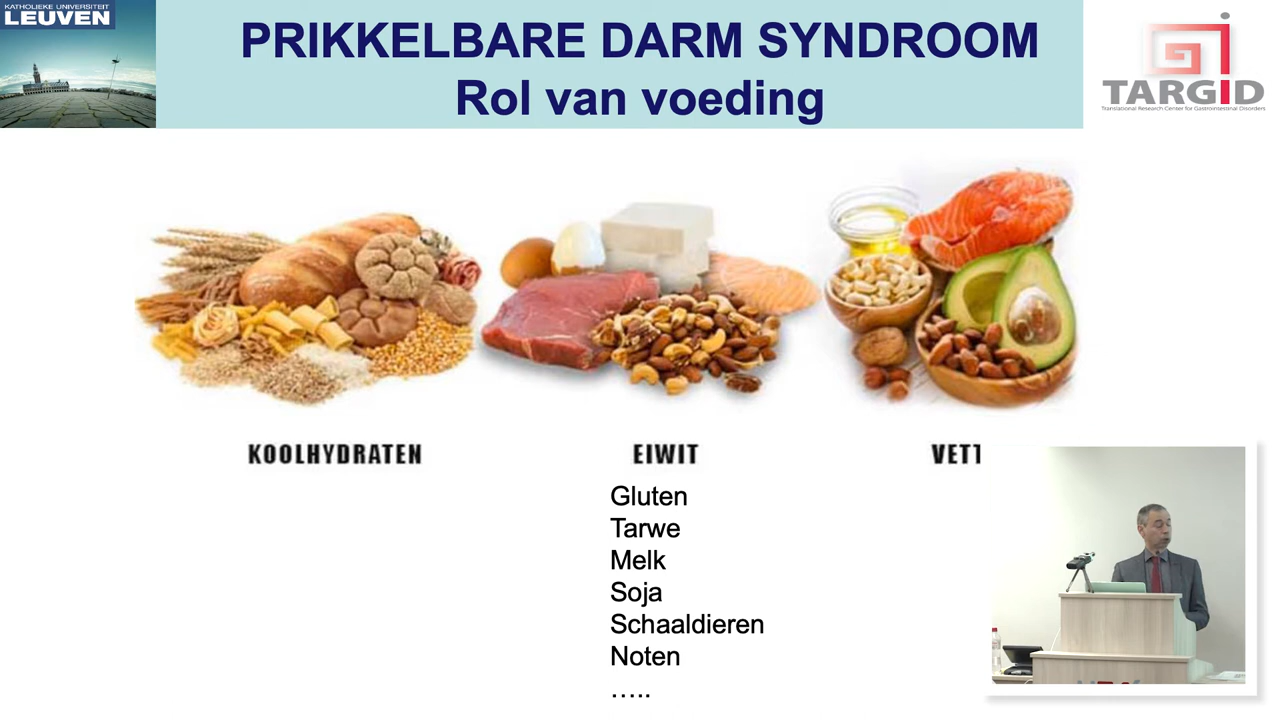 KATHOLIEKE UNIVERSITEIT
LEUVEN
PRIKKELBARE DARM SYNDROOM
Rol van voeding
TARGID
Translational Research Center for Gastrointestinal Disorders
KOOLHYDRATEN
EIWIT
VET
Gluten
Tarwe
Melk
Soja
Schaaldieren
Noten
…..